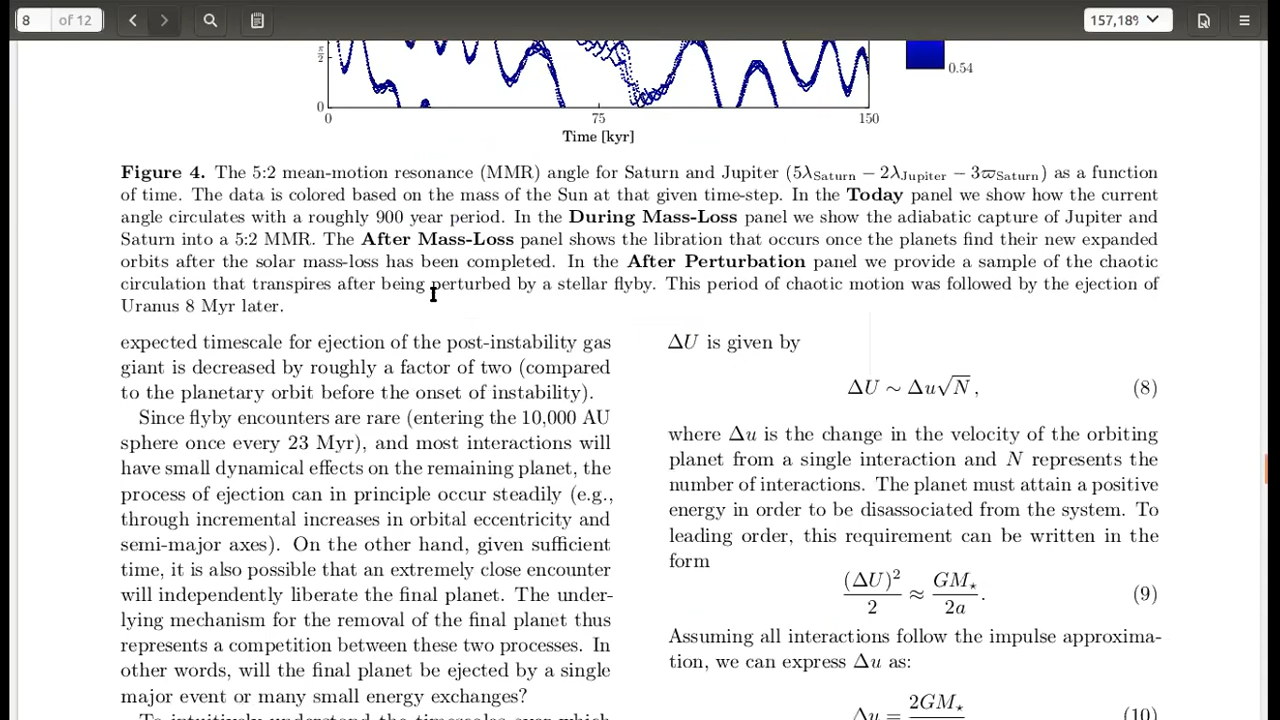 8 of 12 157,18%
π/2
0
0 75 150
0.54
Time [kyr]
Figure 4. The 5:2 mean-motion resonance (MMR) angle for Saturn and Jupiter (5λSaturn − 2λJupiter − 3ϖSaturn) as a function
of time. The data is colored based on the mass of the Sun at that given time-step. In the Today panel we show how the current
angle circulates with a roughly 900 year period. In the During Mass-Loss panel we show the adiabatic capture of Jupiter and
Saturn into a 5:2 MMR. The After Mass-Loss panel shows the libration that occurs once the planets find their new expanded
orbits after the solar mass-loss has been completed. In the After Perturbation panel we provide a sample of the chaotic
circulation that transpires after being perturbed by a stellar flyby. This period of chaotic motion was followed by the ejection of
Uranus 8 Myr later.
expected timescale for ejection of the post-instability gas
giant is decreased by roughly a factor of two (compared
to the planetary orbit before the onset of instability).
Since flyby encounters are rare (entering the 10,000 AU
sphere once every 23 Myr), and most interactions will
have small dynamical effects on the remaining planet, the
process of ejection can in principle occur steadily (e.g.,
through incremental increases in orbital eccentricity and
semi-major axes). On the other hand, given sufficient
time, it is also possible that an extremely close encounter
will independently liberate the final planet. The under-
lying mechanism for the removal of the final planet thus
represents a competition between these two processes. In
other words, will the final planet be ejected by a single
major event or many small energy exchanges?
To intuitively understand the timescales over which
ΔU is given by
ΔU ∼ Δu√N , (8)
where Δu is the change in the velocity of the orbiting
planet from a single interaction and N represents the
number of interactions. The planet must attain a positive
energy in order to be disassociated from the system. To
leading order, this requirement can be written in the
form
(ΔU)²/2 ≈ GM⋆/2a . (9)
Assuming all interactions follow the impulse approxima-
tion, we can express Δu as:
Δu = 2GM⋆ (10)